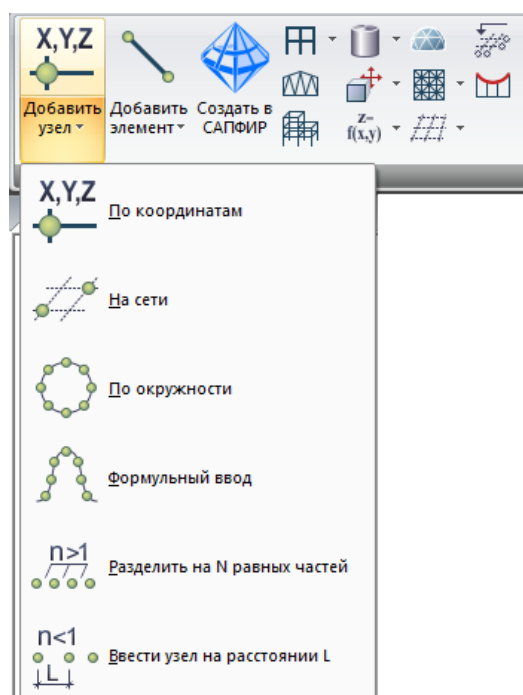 X,Y,Z
Добавить узел
Добавить элемент
Создать в САПФИР
z=
f(x,y)
X,Y,Z
По координатам
На сети
По окружности
Формульный ввод
n>1
Разделить на N равных частей
n<1
L
Ввести узел на расстоянии L